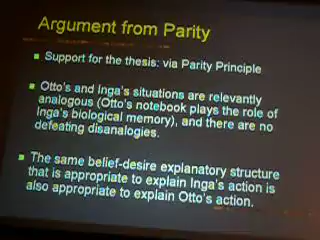 Argument from Parity
Support for the thesis: via Parity Principle
Otto's and Inga's situations are relevantly
analogous (Otto's notebook plays the role of
Inga's biological memory), and there are no
defeating disanalogies.
The same belief-desire explanatory structure
that is appropriate to explain Inga's action is
also appropriate to explain Otto's action.